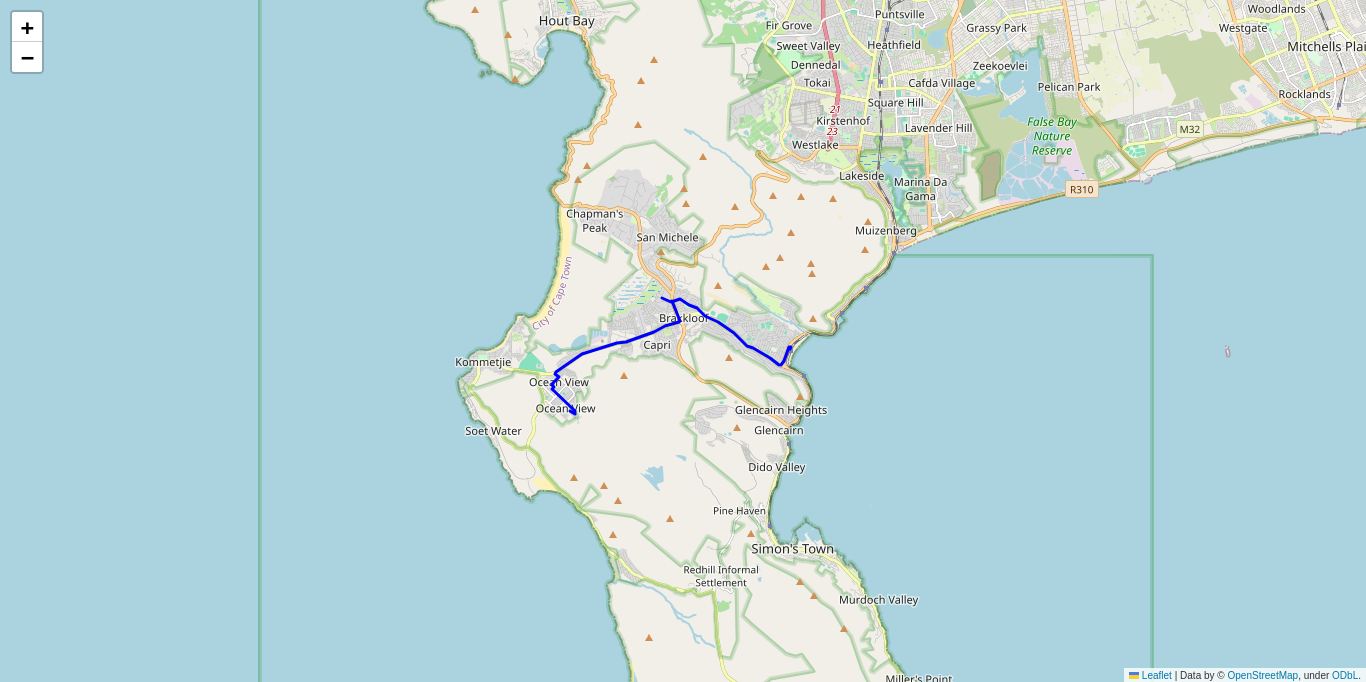 +
−
Hout Bay
Fir Grove
Puntsville
Woodlands
Westgate
Grassy Park
Sweet Valley
Heathfield
Mitchells Plai
Dennedal
Zeekoevlei
Tokai
Cafda Village
Pelican Park
Rocklands
Square Hill
21
23
Kirstenhof
Lavender Hill
False Bay
Nature
Reserve
M32
Westlake
Lakeside
Marina Da
Gama
R310
Chapman's
Peak
San Michele
Muizenberg
City of Cape Town
Brakkloof
Capri
Kommetjie
Ocean View
Ocean View
Glencairn Heights
Soet Water
Glencairn
Dido Valley
Pine Haven
Simon's Town
Redhill Informal
Settlement
Murdoch Valley
Miller's Point
Leaflet | Data by © OpenStreetMap, under ODbL.